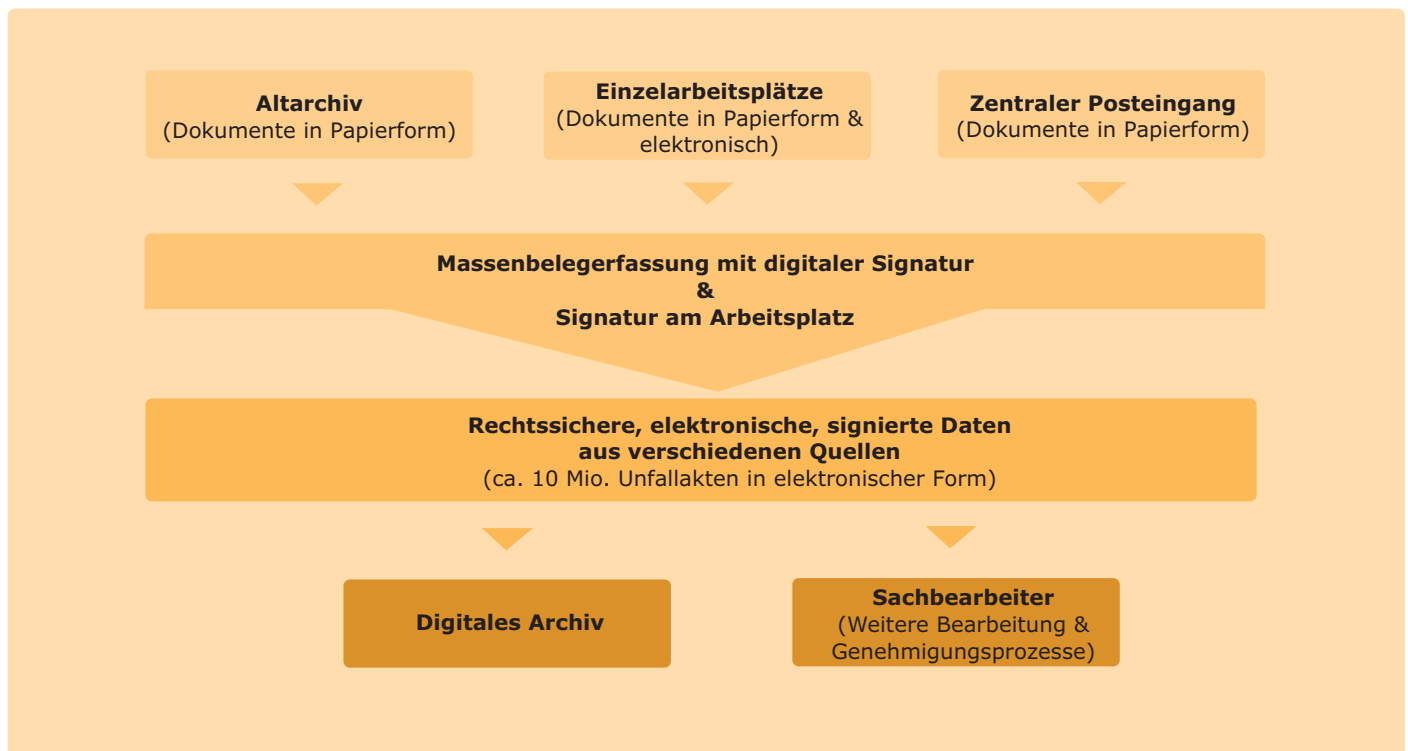 Altarchiv
(Dokumente in Papierform)
Einzelarbeitsplätze
(Dokumente in Papierform &
elektronisch)
Zentraler Posteingang
(Dokumente in Papierform)
Massenbelegerfassung mit digitaler Signatur
&
Signatur am Arbeitsplatz
Rechtssichere, elektronische, signierte Daten
aus verschiedenen Quellen
(ca. 10 Mio. Unfallakten in elektronischer Form)
Digitales Archiv
Sachbearbeiter
(Weitere Bearbeitung &
Genehmigungsprozesse)